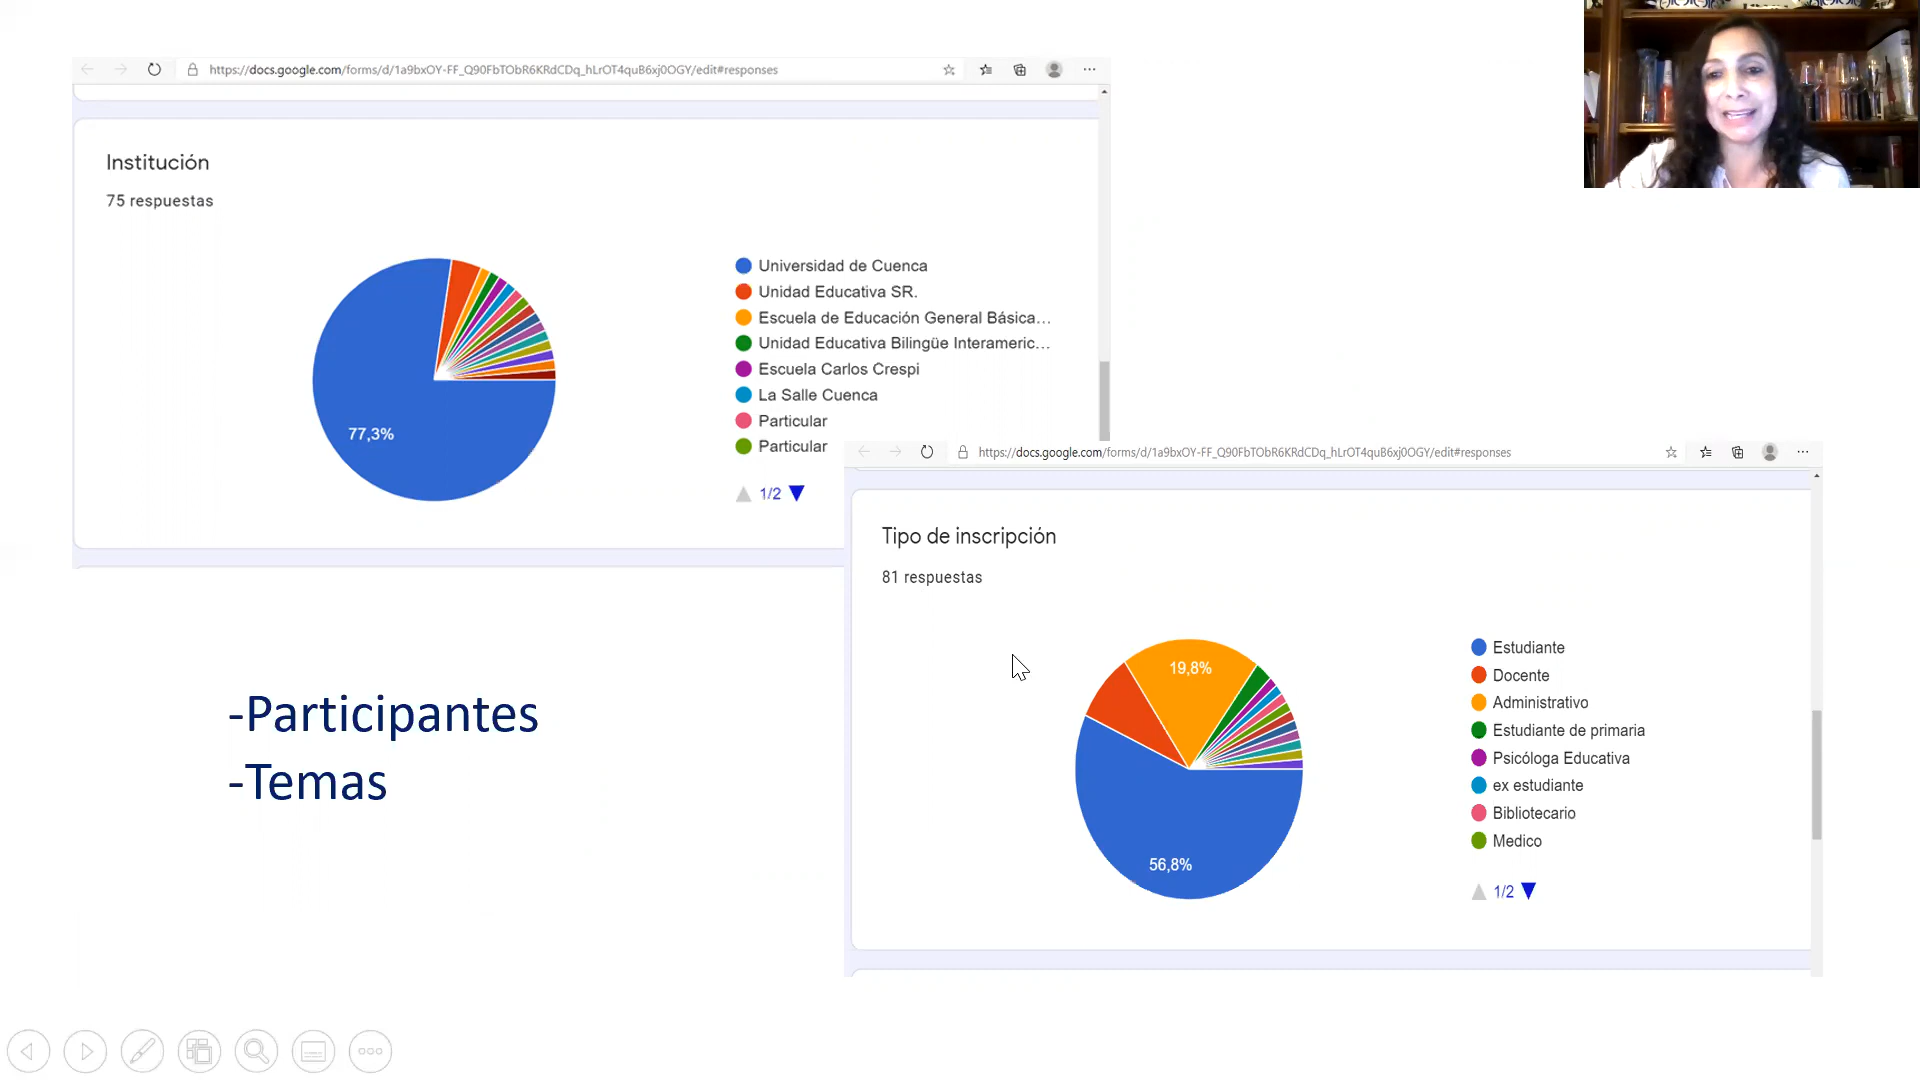 https://docs.google.com/forms/d/1a9bxOY-FF_Q90FbTObR6KRdCDq_hLrOT4quB6xj0OGY/edit#responses
Institución
75 respuestas
Universidad de Cuenca
Unidad Educativa SR.
Escuela de Educación General Básica...
Unidad Educativa Bilingüe Interameric...
Escuela Carlos Crespi
La Salle Cuenca
Particular
Particular
77,3%
1/2
https://docs.google.com/forms/d/1a9bxOY-FF_Q90FbTObR6KRdCDq_hLrOT4quB6xj0OGY/edit#responses
Tipo de inscripción
81 respuestas
19,8%
56,8%
Estudiante
Docente
Administrativo
Estudiante de primaria
Psicóloga Educativa
ex estudiante
Bibliotecario
Medico
1/2
-Participantes
-Temas